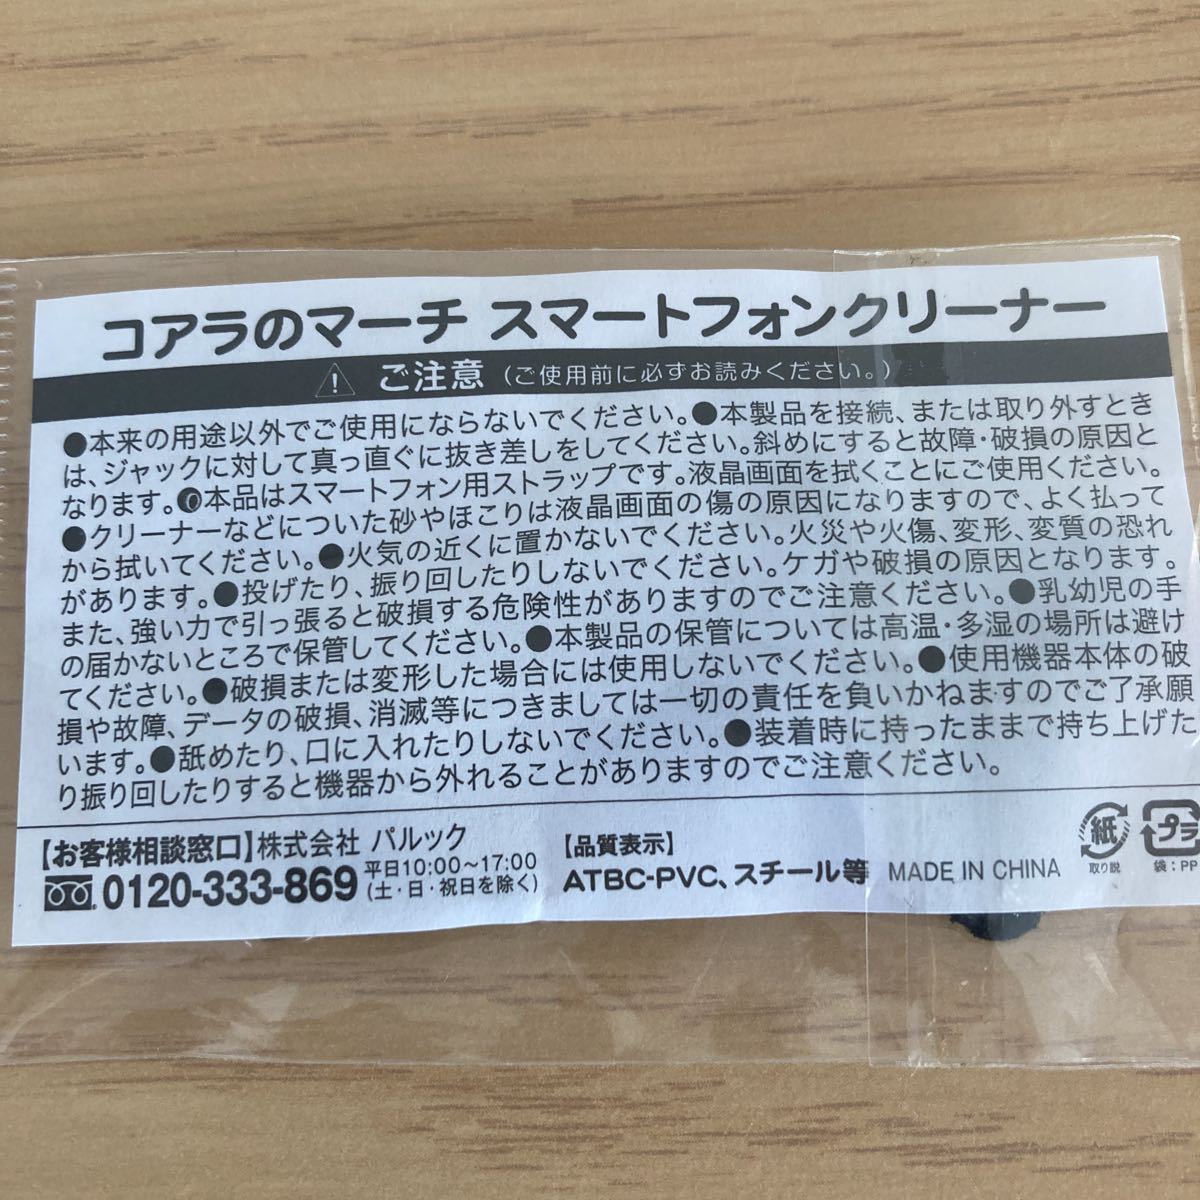 コアラのマーチ スマートフォンクリーナー
ご注意 (ご使用前に必ずお読みください。)
●本来の用途以外でご使用にならないでください。●本製品を接続、または取り外すとき
は、ジャックに対して真っ直ぐに抜き差しをしてください。斜めにすると故障・破損の原因と
なります。●本品はスマートフォン用ストラップです。液晶画面を拭くことにご使用ください。
●クリーナーなどについた砂やほこりは液晶画面の傷の原因になりますので、よく払って
から拭いてください。●火気の近くに置かないでください。火災や火傷、変形、変質の恐れ
があります。●投げたり、振り回したりしないでください。ケガや破損の原因となります。
また、強い力で引っ張ると破損する危険性がありますのでご注意ください。●乳幼児の手
の届かないところで保管してください。●本製品の保管については高温・多湿の場所は避け
てください。●破損または変形した場合には使用しないでください。●使用機器本体の破
損や故障、データの破損、消滅等につきましては一切の責任を負いかねますのでご了承願
います。●舐めたり、口に入れたりしないでください。●装着時に持ったままで持ち上げた
り振り回したりすると機器から外れることがありますのでご注意ください。
【お客様相談窓口】株式会社 パルック
0120-333-869 平日10:00〜17:00
(土・日・祝日を除く)
【品質表示】
ATBC-PVC、スチール等 MADE IN CHINA
紙
取り説
プラ
袋:PP